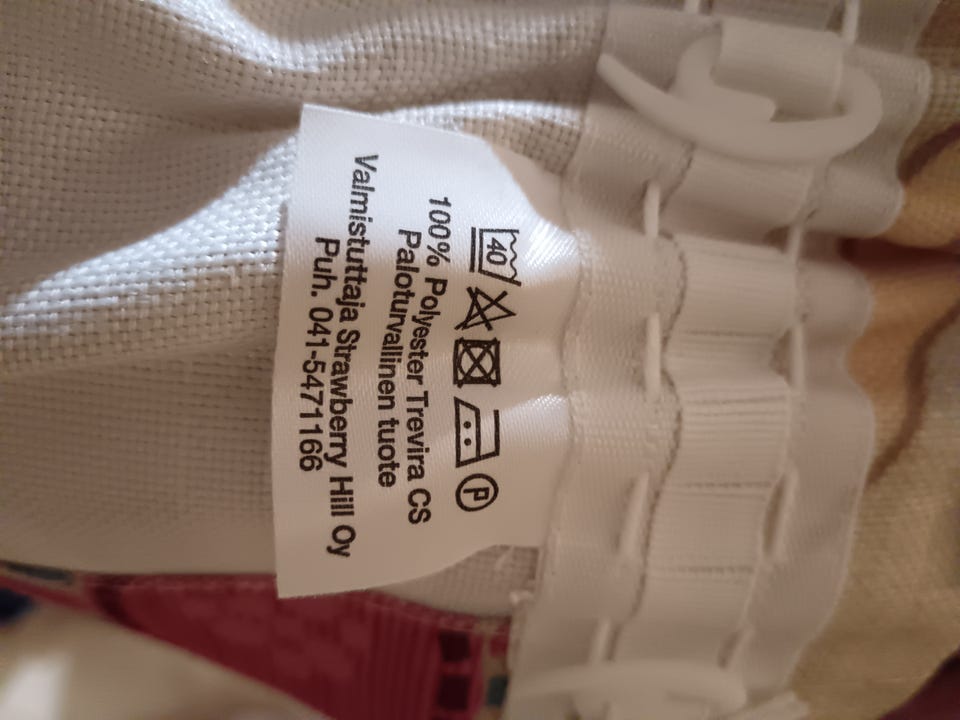 40
P
100% Polyester Trevira CS
Paloturvallinen tuote
Valmistuttaja Strawberry Hill Oy
Puh. 041-5471166